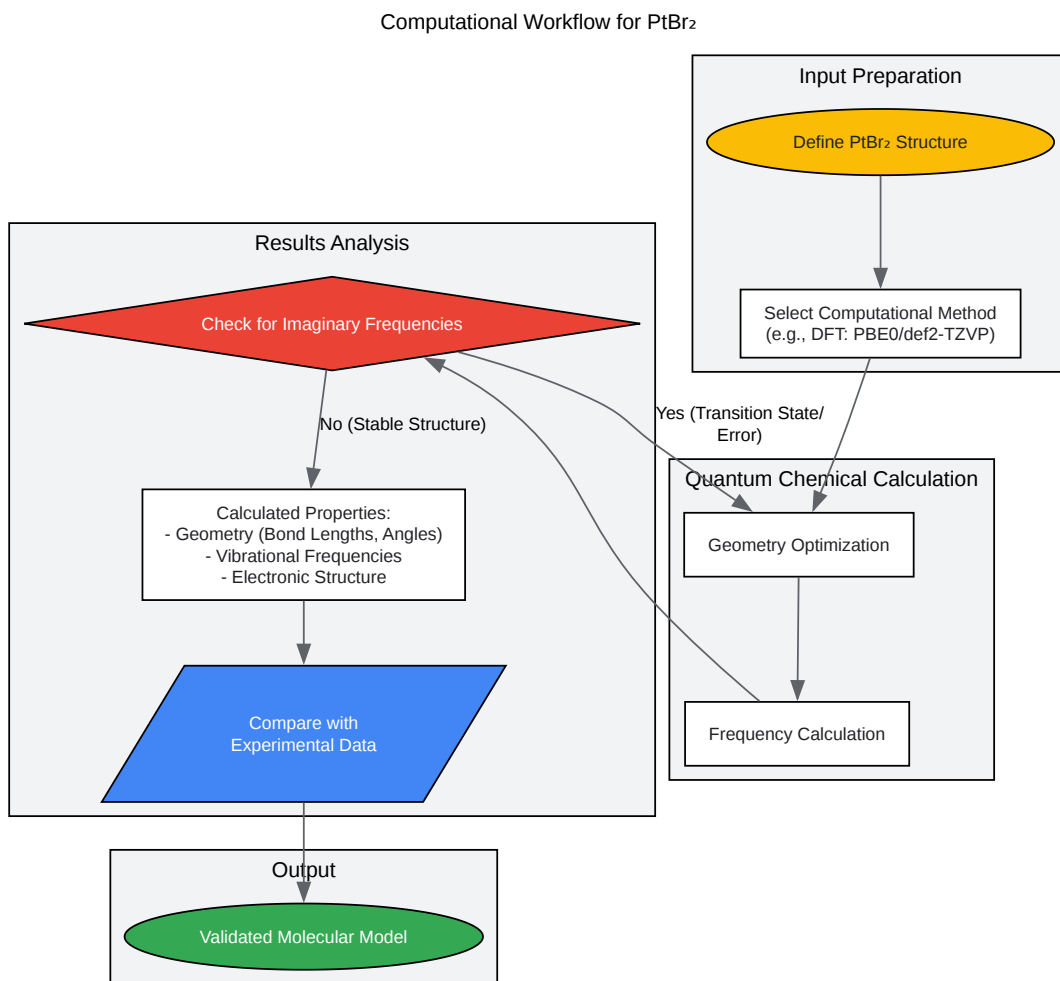 Computational Workflow for PtBr₂
Input Preparation
Define PtBr₂ Structure
Select Computational Method
(e.g., DFT: PBE0/def2-TZVP)
Results Analysis
Check for Imaginary Frequencies
No (Stable Structure)
Yes (Transition State/
Error)
Quantum Chemical Calculation
Geometry Optimization
Frequency Calculation
Calculated Properties:
- Geometry (Bond Lengths, Angles)
- Vibrational Frequencies
- Electronic Structure
Compare with
Experimental Data
Output
Validated Molecular Model